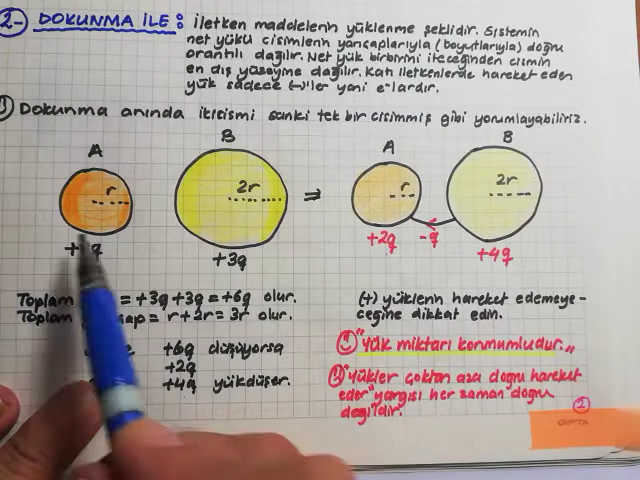 2- DOKUNMA İLE: İletken maddelerin yüklenme şeklidir. Sistemin
net yükü cisimlerin yarıçaplarıyla (boyutlarıyla) doğru
orantılı dağılır. Net yük birbirini iteceğinden cismin
en dış yüzeyine dağılır. Katı iletkenlerde hareket eden
yük sadece (-)'ler yani e-lardır.
Dokunma anında iki cismi sanki tek bir cisimmiş gibi yorumlayabiliriz.
A
B
A
B
r
2r
⇒
r
2r
+3q
+2q
-q
+4q
Toplam = +3q +3q = +6q olur.
Toplam = r+2r = 3r olur.
+6q düşüyorsa
+2q
+4q yük düşer.
(+) yüklerin hareket edemeye-
ceğine dikkat edin.
"Yük miktarı korunumludur."
"Yükler çoktan aza doğru hareket
eder" yargısı her zaman doğru
değildir.
2
GIPTA